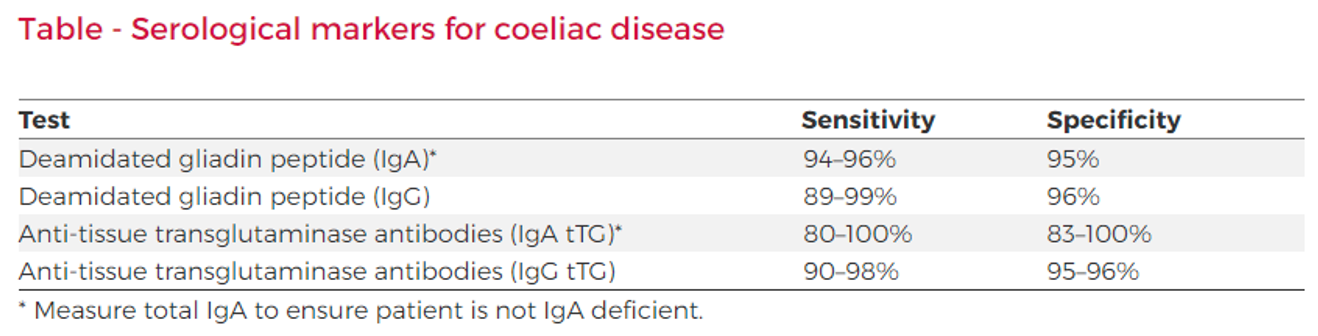 Table - Serological markers for coeliac disease
Test Sensitivity Specificity
Deamidated gliadin peptide (IgA)* 94–96% 95%
Deamidated gliadin peptide (IgG) 89–99% 96%
Anti-tissue transglutaminase antibodies (IgA tTG)* 80–100% 83–100%
Anti-tissue transglutaminase antibodies (IgG tTG) 90–98% 95–96%
* Measure total IgA to ensure patient is not IgA deficient.